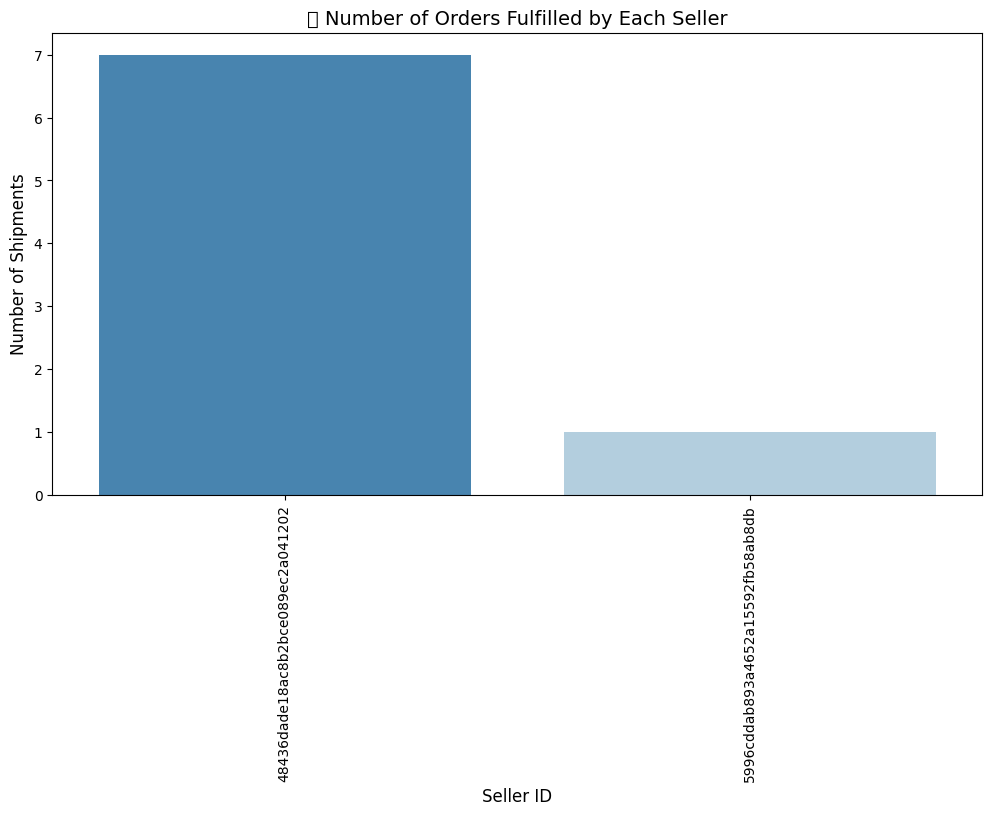 Number of Orders Fulfilled by Each Seller
Number of Shipments
7
6
5
4
3
2
1
0
48436dade18ac8b2bce089ec2a041202
5996cddab893a4652a15592fb58ab8db
Seller ID